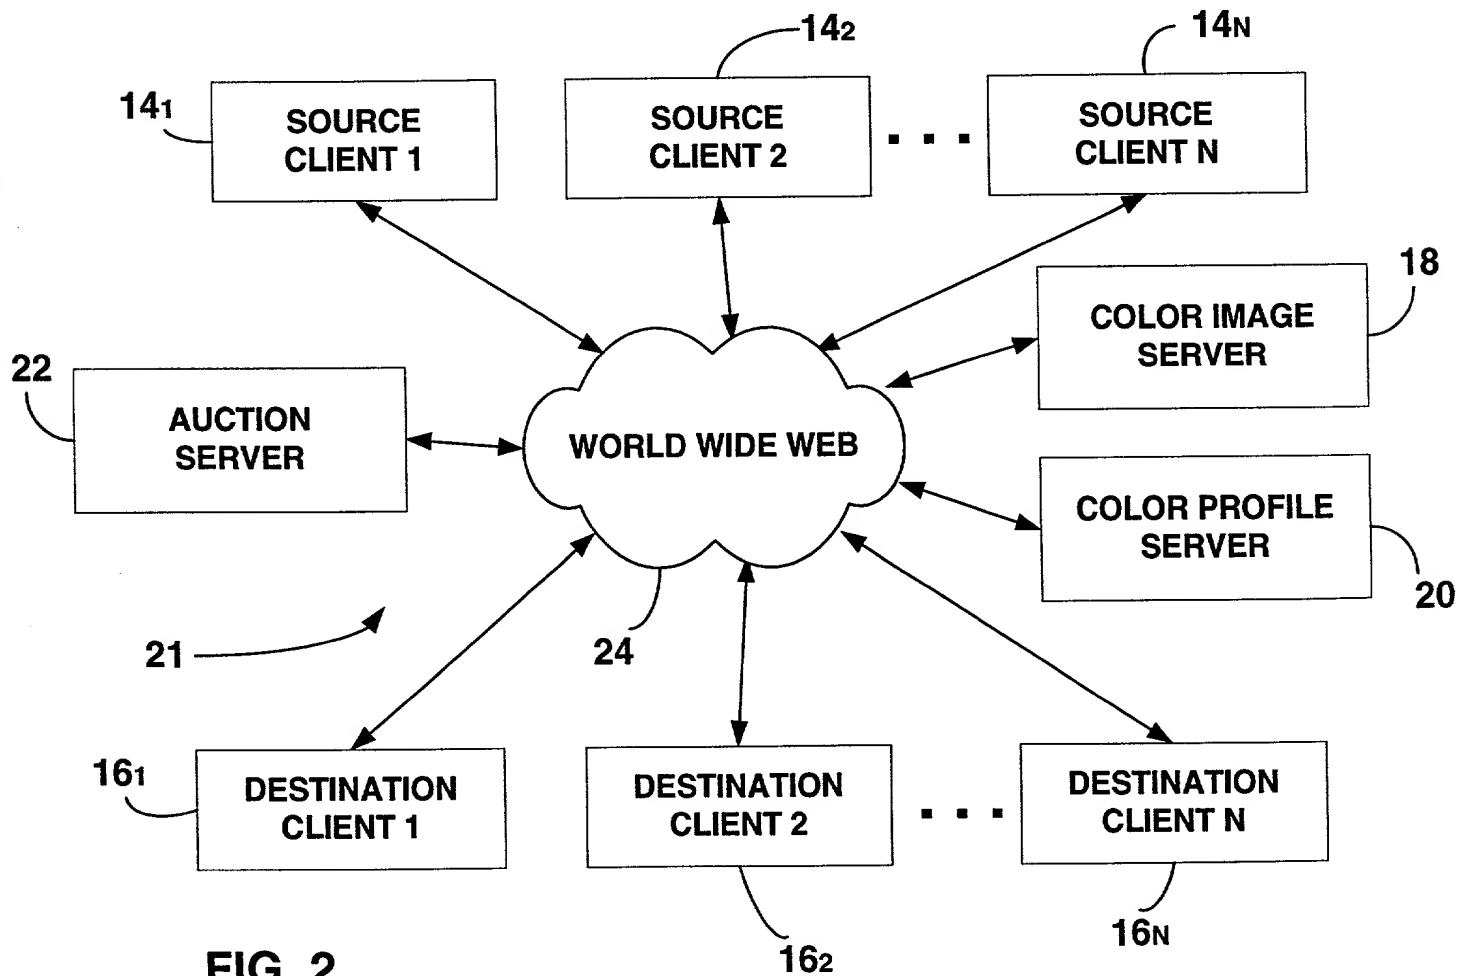 14₂
14N
14₁
SOURCE
CLIENT 1
SOURCE
CLIENT 2
SOURCE
CLIENT N
18
COLOR IMAGE
SERVER
22
AUCTION
SERVER
WORLD WIDE WEB
COLOR PROFILE
SERVER
20
21
24
16₁
DESTINATION
CLIENT 1
DESTINATION
CLIENT 2
DESTINATION
CLIENT N
16₂
16N
FIG. 2